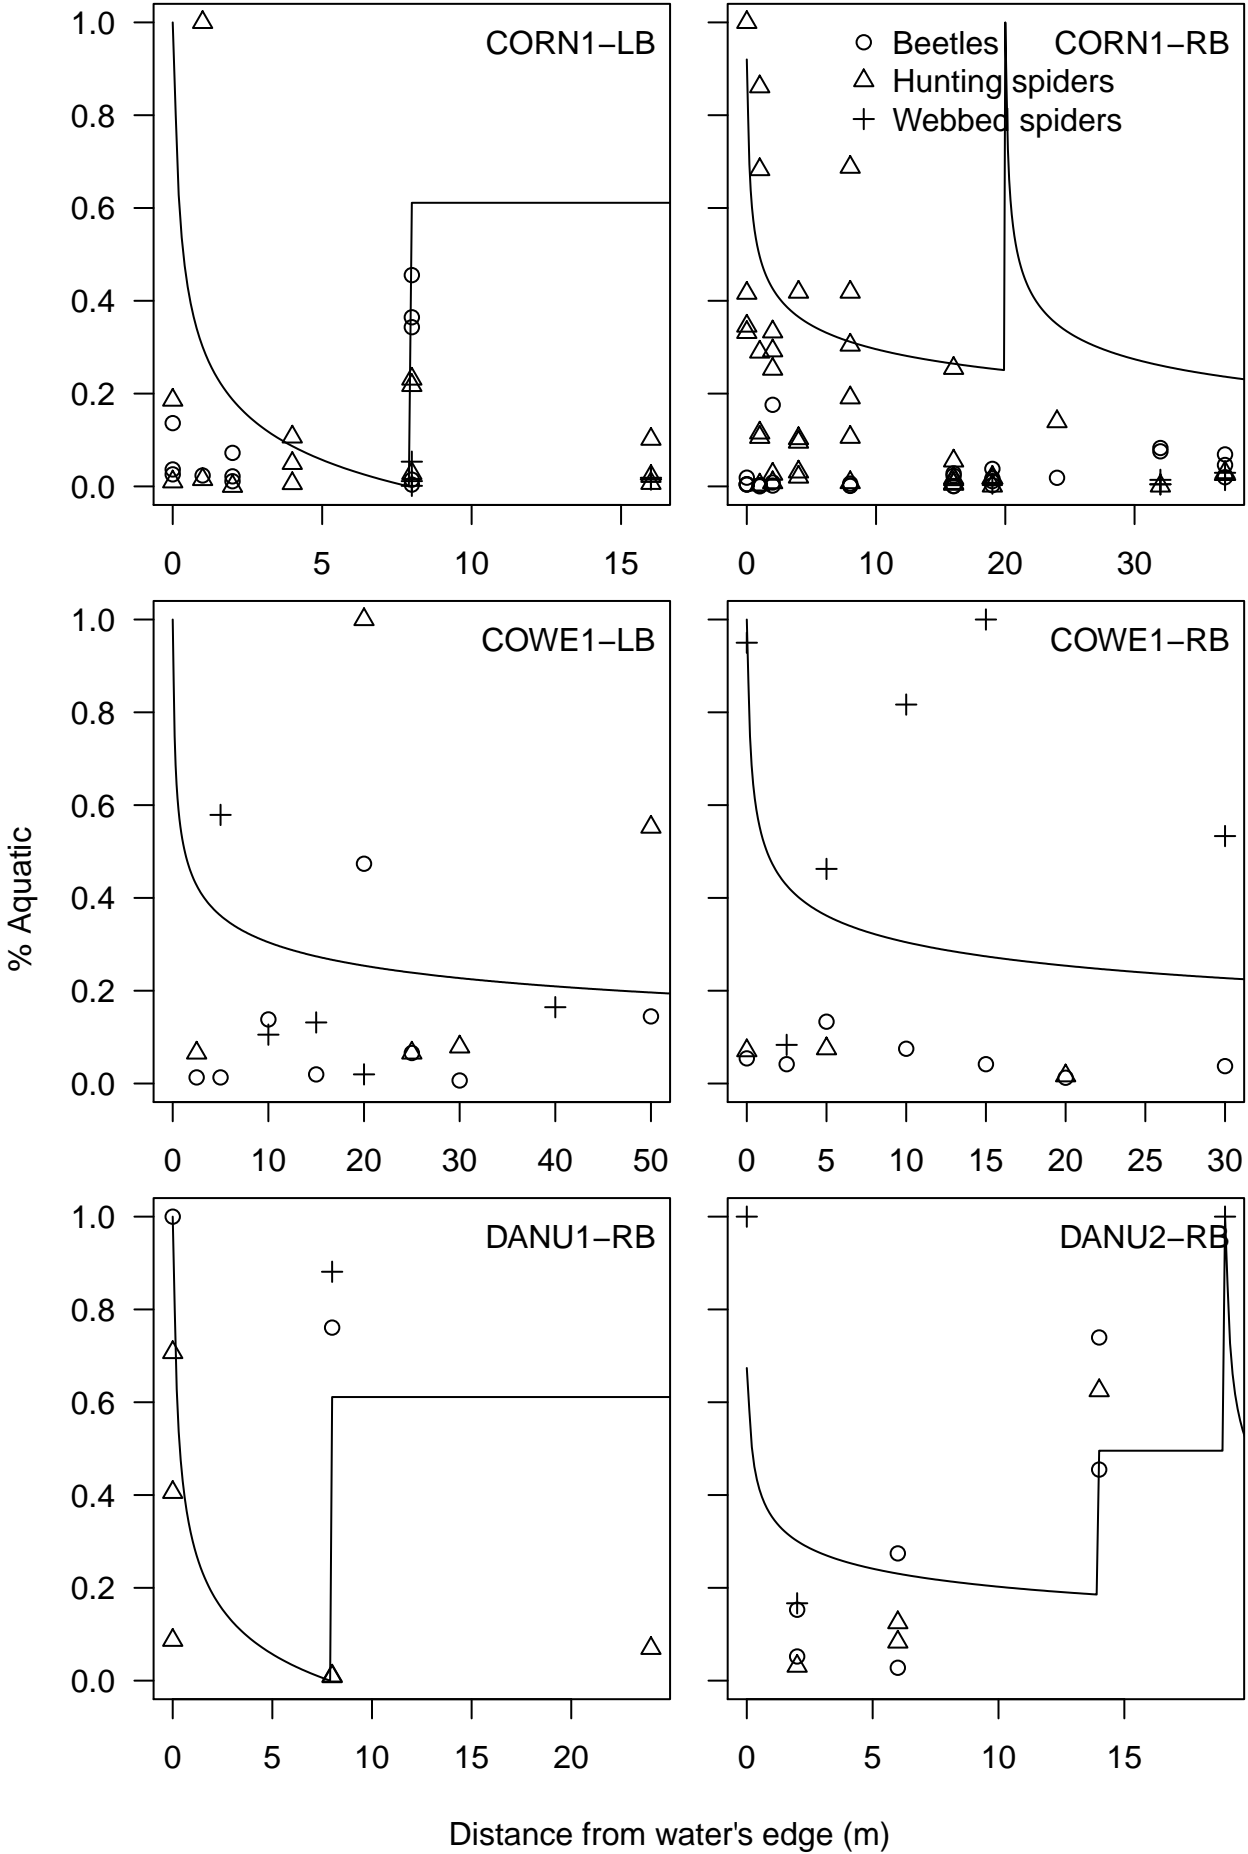 CORN1−LB
1.0
0.8
0.6
0.4
0.2
0.0
0 5 10 15
CORN1−RB
Beetles
Hunting spiders
Webbed spiders
0 10 20 30
COWE1−LB
1.0
0.8
0.6
0.4
0.2
0.0
0 10 20 30 40 50
COWE1−RB
0 5 10 15 20 25 30
DANU1−RB
1.0
0.8
0.6
0.4
0.2
0.0
0 5 10 15 20
DANU2−RB
0 5 10 15
% Aquatic
Distance from water's edge (m)